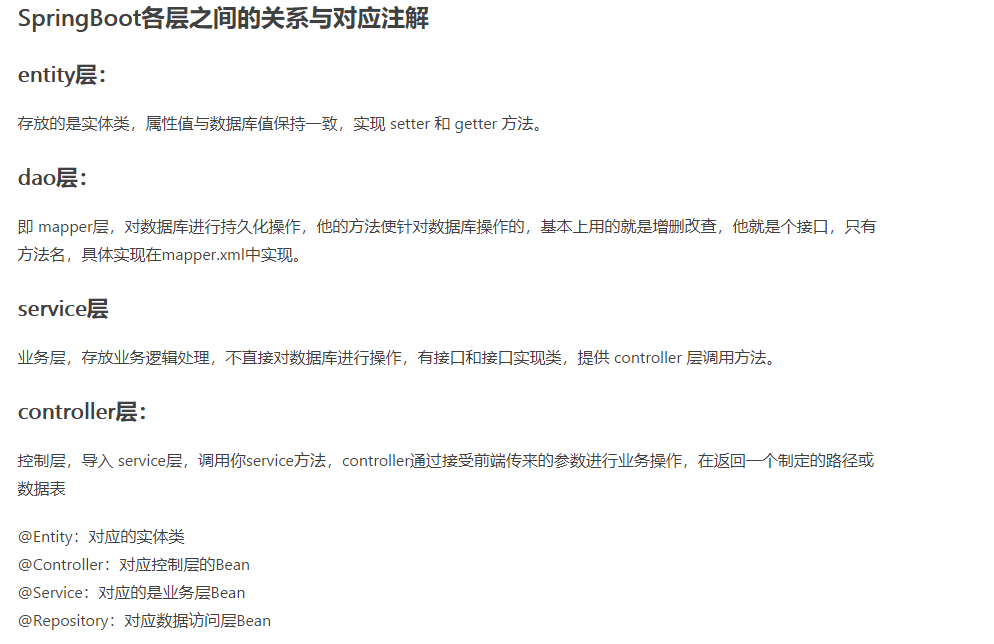 SpringBoot各层之间的关系与对应注解
entity层：
存放的是实体类，属性值与数据库值保持一致，实现 setter 和 getter 方法。
dao层：
即 mapper层，对数据库进行持久化操作，他的方法使针对数据库操作的，基本上用的就是增删改查，他就是个接口，只有
方法名，具体实现在mapper.xml中实现。
service层
业务层，存放业务逻辑处理，不直接对数据库进行操作，有接口和接口实现类，提供 controller 层调用方法。
controller层：
控制层，导入 service层，调用你service方法，controller通过接受前端传来的参数进行业务操作，在返回一个制定的路径或
数据表
@Entity：对应的实体类
@Controller：对应控制层的Bean
@Service：对应的是业务层Bean
@Repository：对应数据访问层Bean